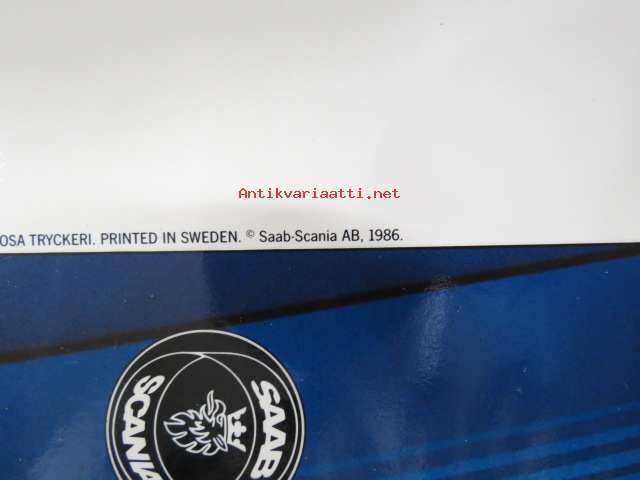 Antikvariaatti.net
OSA TRYCKERI. PRINTED IN SWEDEN. © Saab-Scania AB, 1986.
SAAB
SCANIA